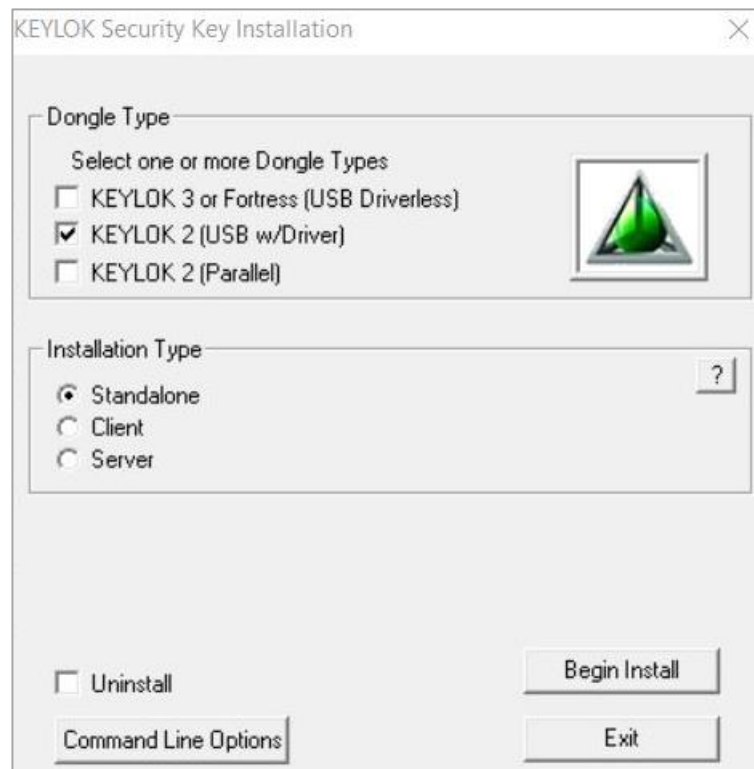 KEYLOK Security Key Installation
Dongle Type
Select one or more Dongle Types
KEYLOK 3 or Fortress (USB Driverless)
KEYLOK 2 (USB w/Driver)
KEYLOK 2 (Parallel)
Installation Type
?
Standalone
Client
Server
Uninstall
Begin Install
Command Line Options
Exit